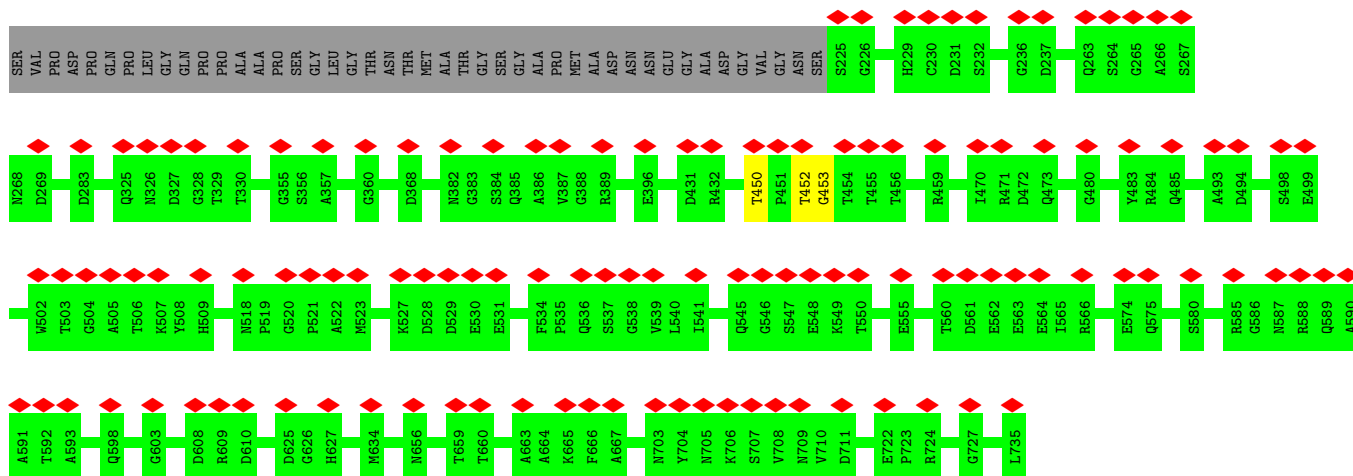 SER VAL PRO ASP PRO GLN PRO LEU GLY GLN PRO PRO ALA ALA PRO SER GLY LEU GLY THR ASN THR MET ALA THR GLY SER GLY ALA PRO MET ALA ASP ASN ASN GLU GLY ALA ASP GLY VAL GLY ASN SER S225 G226 H229 C230 D231 S232 G236 D237 Q263 S264 G265 A266 S267
N268 D269 D283 Q325 N326 D327 G328 T329 T330 G355 S356 A357 G360 D368 N382 G383 S384 Q385 A386 V387 G388 R389 E396 D431 R432 T450 P451 T452 G453 T454 T455 T456 R459 I470 R471 D472 Q473 G480 Y483 R484 Q485 A493 D494 S498 E499
W502 T503 G504 A505 T506 K507 Y508 H509 N518 P519 G520 P521 A522 M523 K527 D528 D529 E530 E531 F534 P535 Q536 S537 G538 V539 L540 I541 Q545 G546 S547 E548 K549 T550 E555 T560 D561 E562 E563 E564 I565 R566 E574 Q575 S580 R585 G586 N587 R588 Q589 A590
A591 T592 A593 Q598 G603 D608 R609 D610 D625 G626 H627 M634 N656 T659 T660 A663 A664 K665 F666 A667 N703 Y704 N705 K706 S707 V708 N709 V710 D711 E722 P723 R724 G727 L735